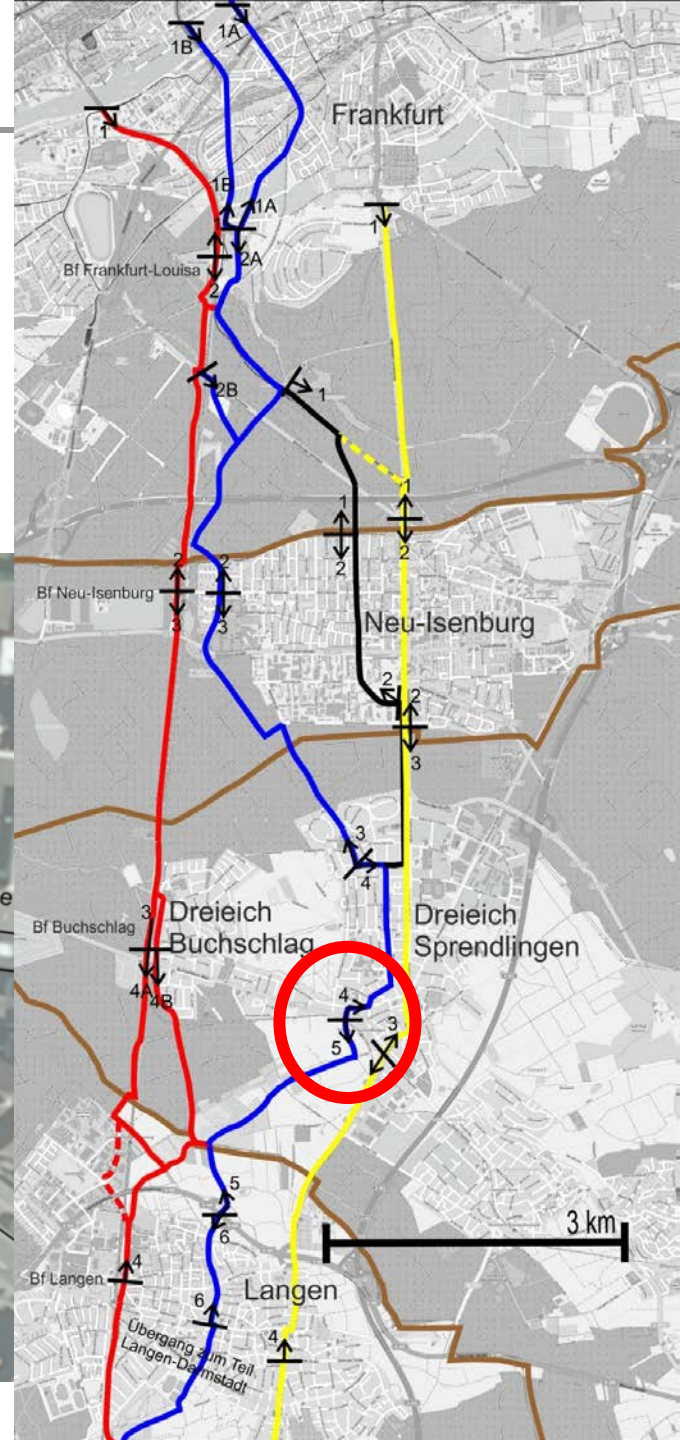 1A
1B
Frankfurt
1
1B
1A
1
2A
Bf Frankfurt-Louisa
2
2B
1
1
1
2
2
2
2
Bf Neu-Isenburg
3
3
Neu-Isenburg
2
2
3
3
4
e
3
Dreieich
Buchschlag
Dreieich
Sprendlingen
Bf Buchschlag
4A
4B
4
3
5
5
6
3 km
Bf Langen
4
Langen
6
Übergang zum Teil
Langen-Darmstadt
4